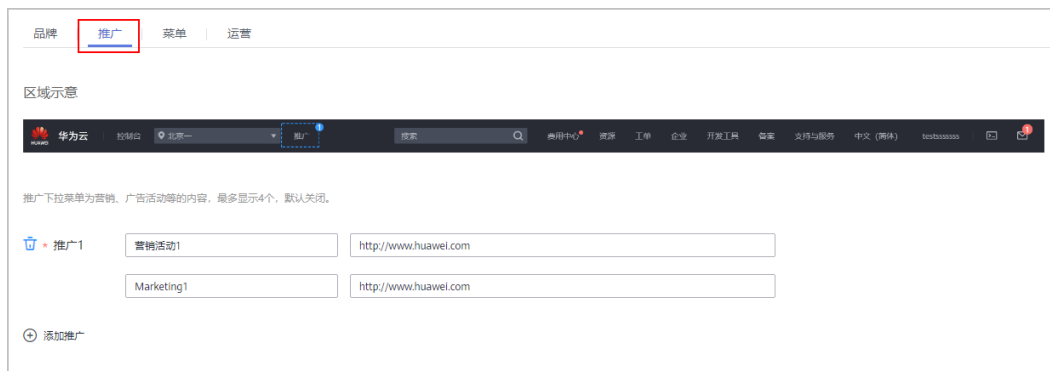 品牌 推广 菜单 运营
区域示意
HUAWEI 华为云 控制台 北京一 推广 1 搜索 费用中心 资源 工单 企业 开发工具 备案 支持与服务 中文 (简体) testsssssss 1
推广下拉菜单为营销、广告活动等的内容，最多显示4个，默认关闭。
* 推广1 营销活动1 http://www.huawei.com
Marketing1 http://www.huawei.com
添加推广